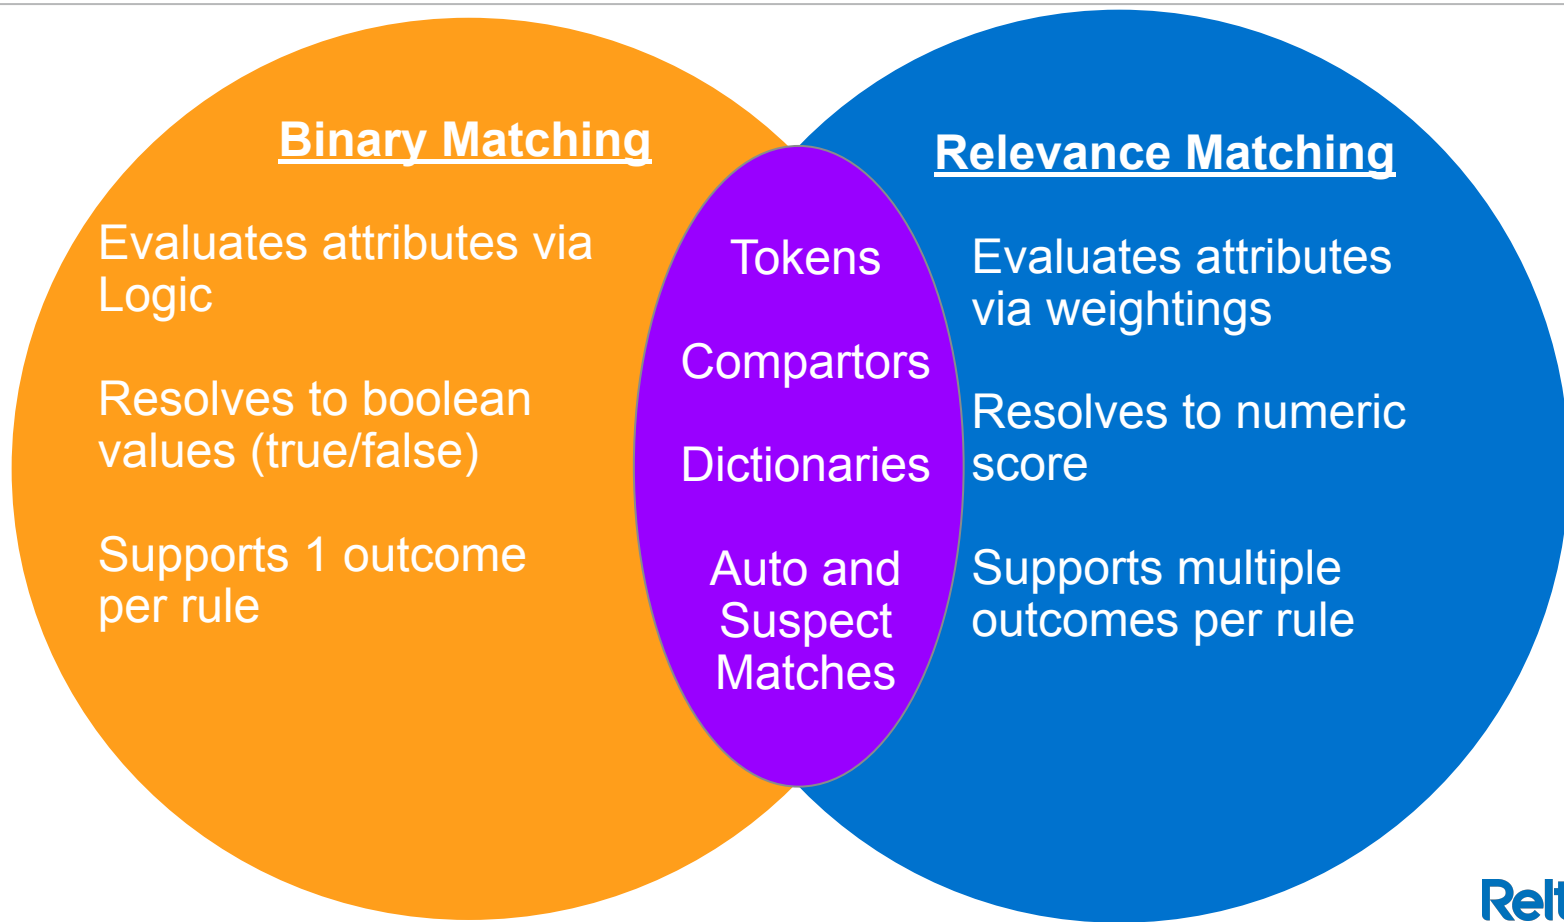 Binary Matching
Evaluates attributes via
Logic
Resolves to boolean
values (true/false)
Supports 1 outcome
per rule
Tokens
Compartors
Dictionaries
Auto and
Suspect
Matches
Relevance Matching
Evaluates attributes
via weightings
Resolves to numeric
score
Supports multiple
outcomes per rule
Relt